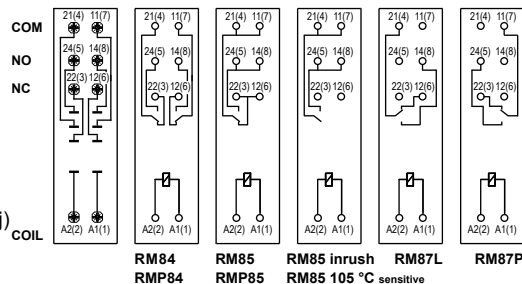 COM 21(4) 11(7) 21(4) 11(7) 21(4) 11(7) 21(4) 11(7) 21(4) 11(7) 21(4) 11(7)
NO 24(5) 14(8) 24(5) 14(8) 24(5) 14(8) 24(5) 14(8) 24(5) 14(8) 24(5) 14(8)
NC 22(3) 12(6) 22(3) 12(6) 22(3) 12(6) 22(3) 12(6) 22(3) 12(6) 22(3) 12(6)
j) COIL A2(2) A1(1) A2(2) A1(1) A2(2) A1(1) A2(2) A1(1) A2(2) A1(1) A2(2) A1(1)
RM84 RM85 RM85 inrush RM87L RM87P
RMP84 RMP85 RM85 105 °C sensitive